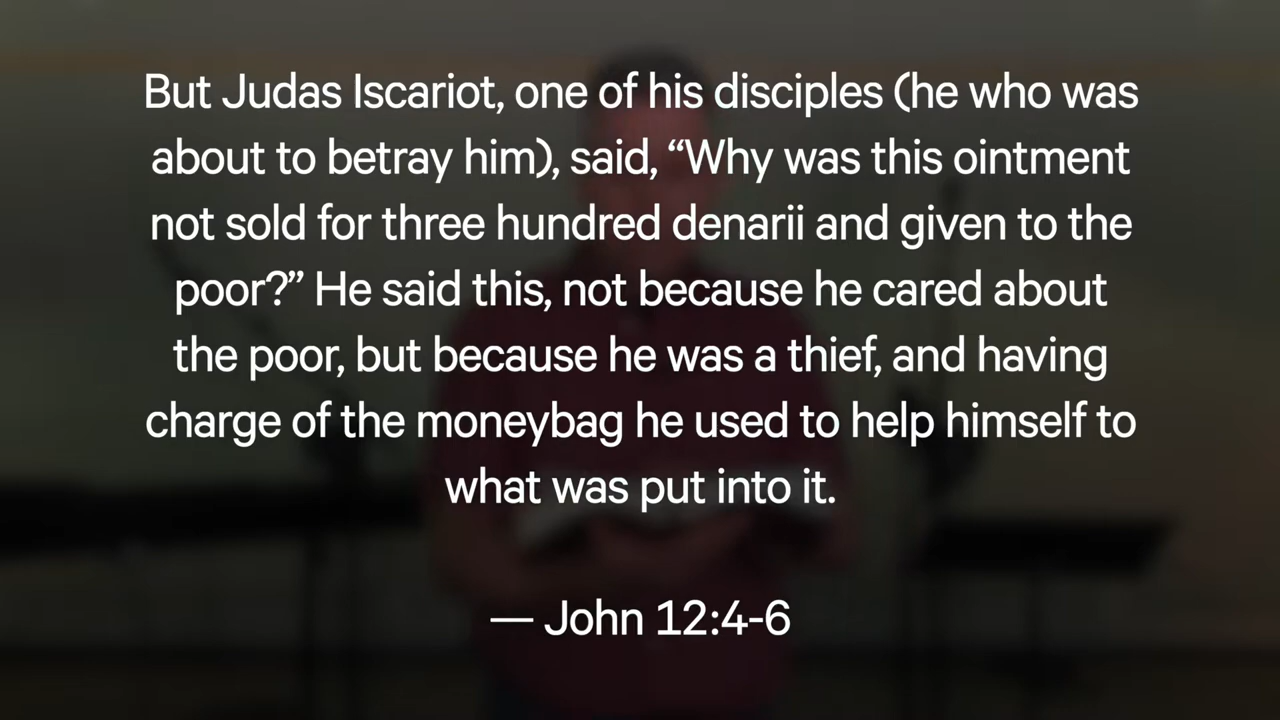 But Judas Iscariot, one of his disciples (he who was
about to betray him), said, “Why was this ointment
not sold for three hundred denarii and given to the
poor?” He said this, not because he cared about
the poor, but because he was a thief, and having
charge of the moneybag he used to help himself to
what was put into it.
— John 12:4-6